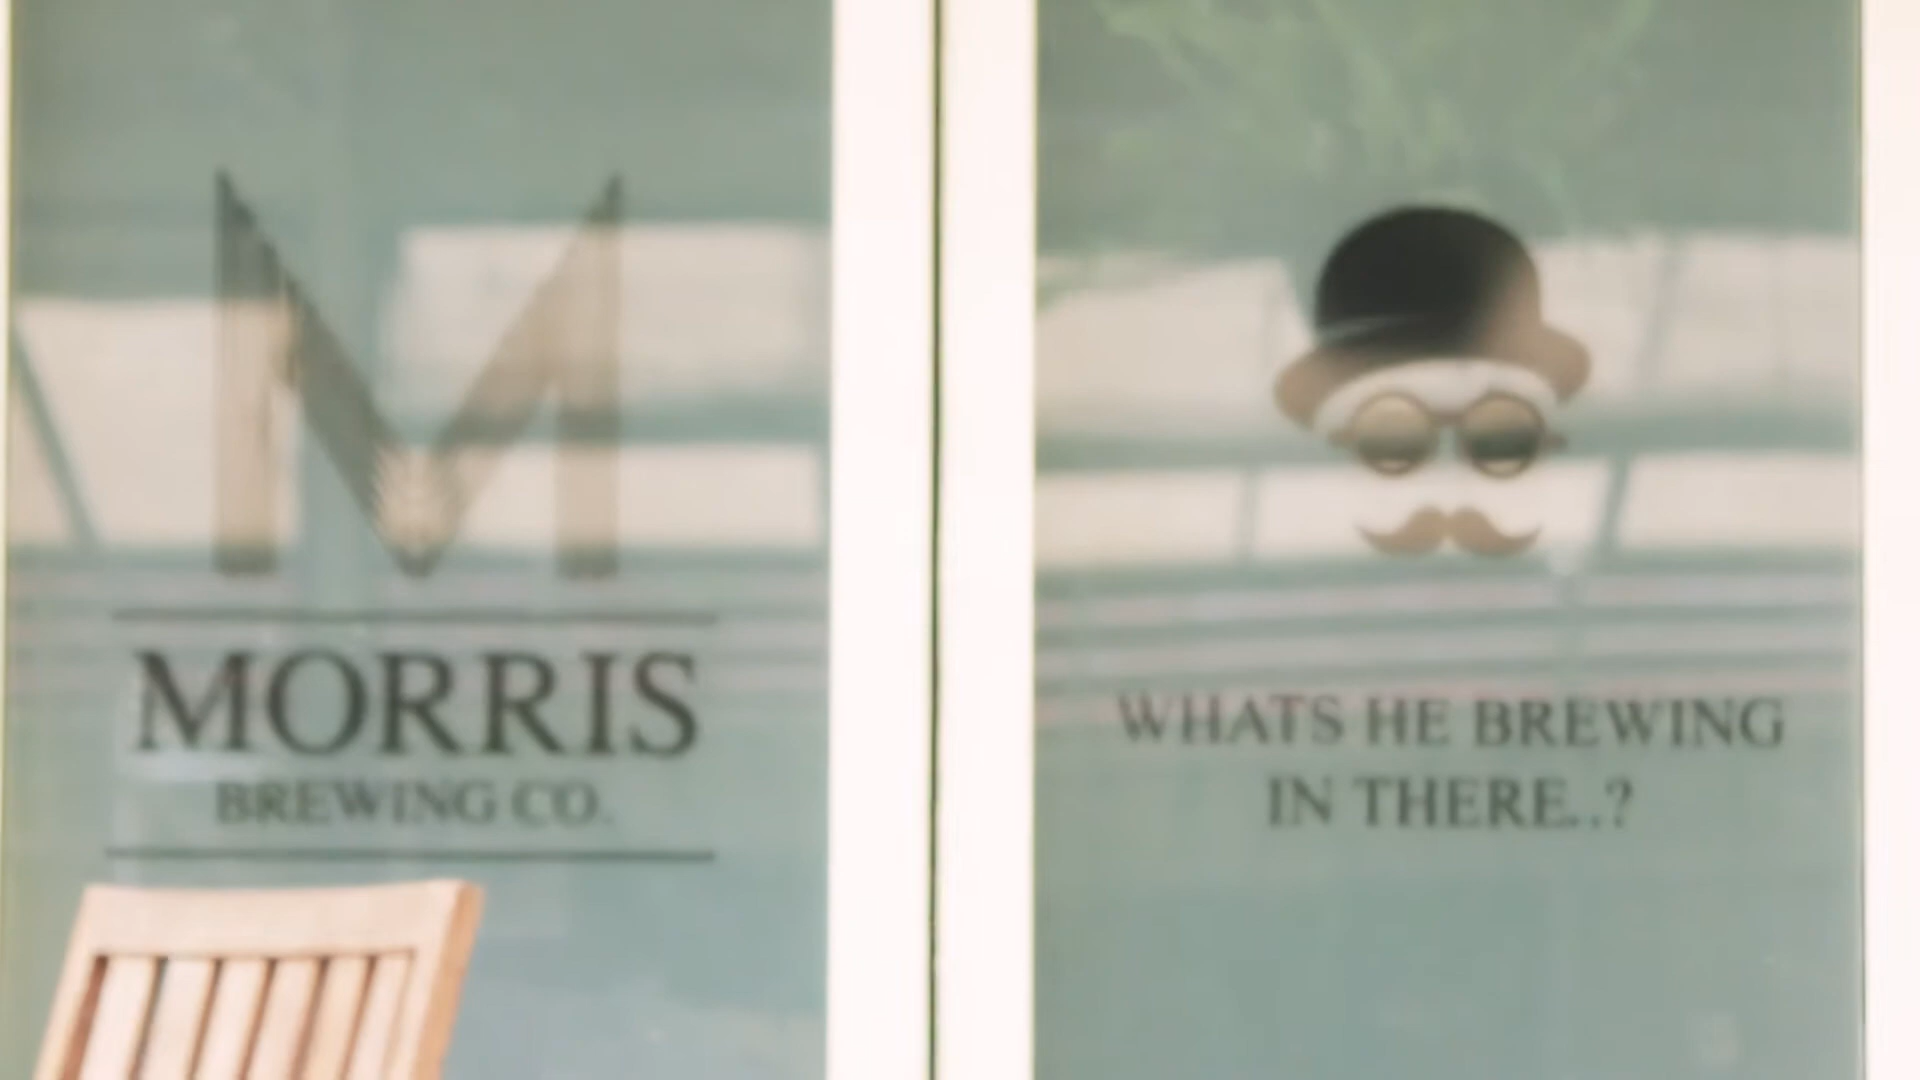 M
MORRIS
BREWING CO.
WHATS HE BREWING
IN THERE..?